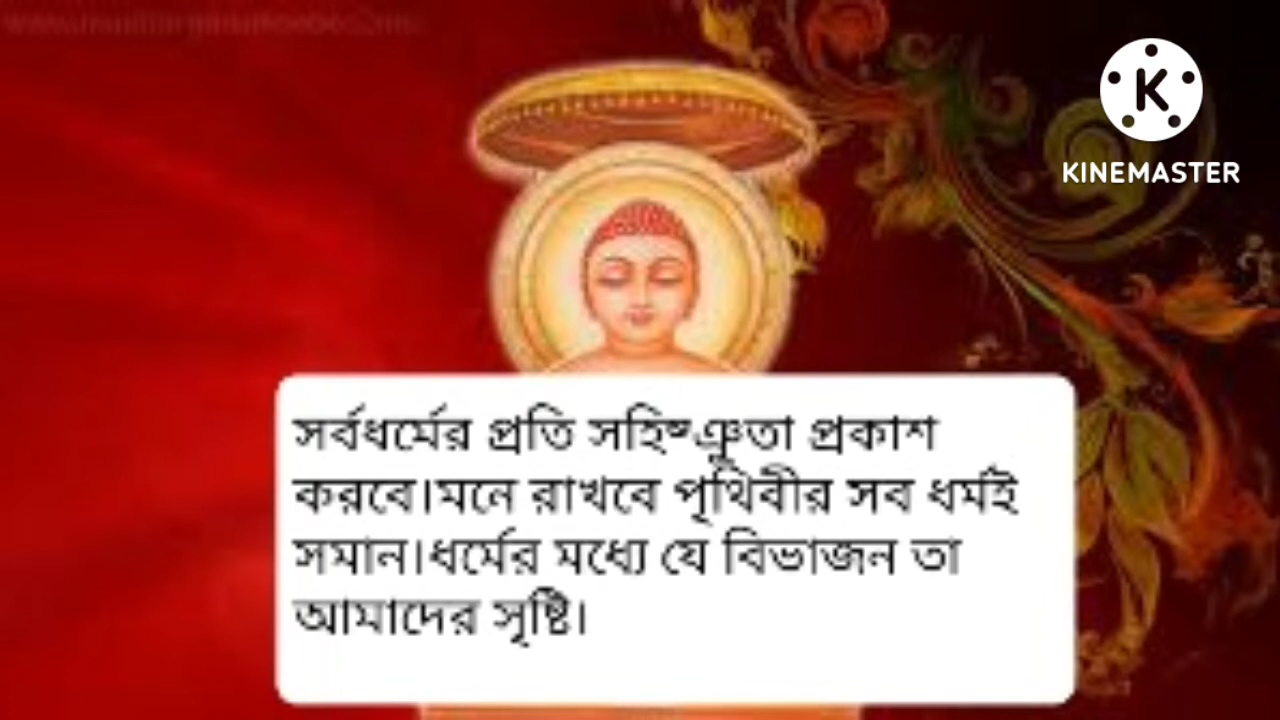 KINEMASTER
সর্বধর্মের প্রতি সহিষ্ঞুতা প্রকাশ
করবে।মনে রাখবে পৃথিবীর সব ধর্মই
সমান।ধর্মের মধ্যে যে বিভাজন তা
আমাদের সৃষ্টি।